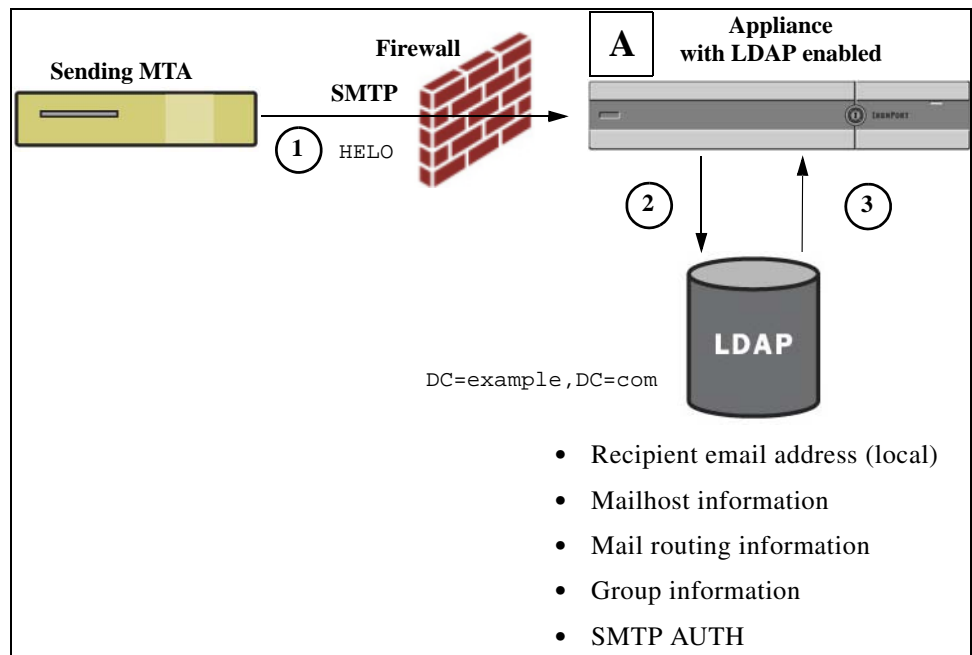 Sending MTA
Firewall
SMTP
1
HELO
A
Appliance
with LDAP enabled
IRONPORT
2
3
LDAP
DC=example,DC=com
• Recipient email address (local)
• Mailhost information
• Mail routing information
• Group information
• SMTP AUTH